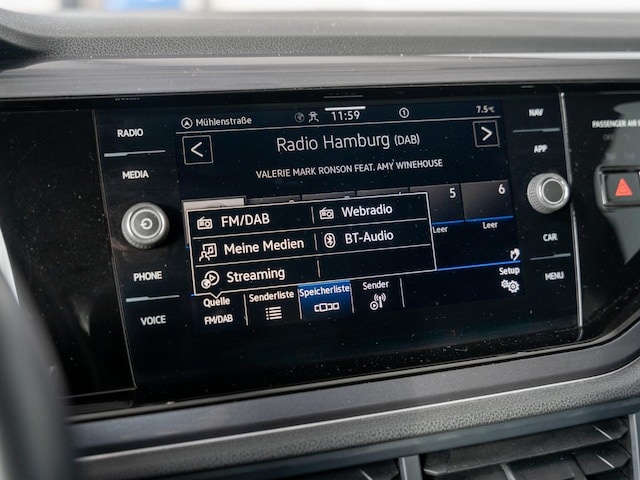 RADIO
MEDIA
PHONE
VOICE
Mühlenstraße
11:59
7.5°C
Radio Hamburg (DAB)
VALERIE MARK RONSON FEAT. AMY WINEHOUSE
5
6
Leer
Leer
FM/DAB
Webradio
Meine Medien
BT-Audio
Streaming
Quelle
FM/DAB
Senderliste
Speicherliste
Sender
Setup
NAV
APP
CAR
MENU
PASSENGER AIR